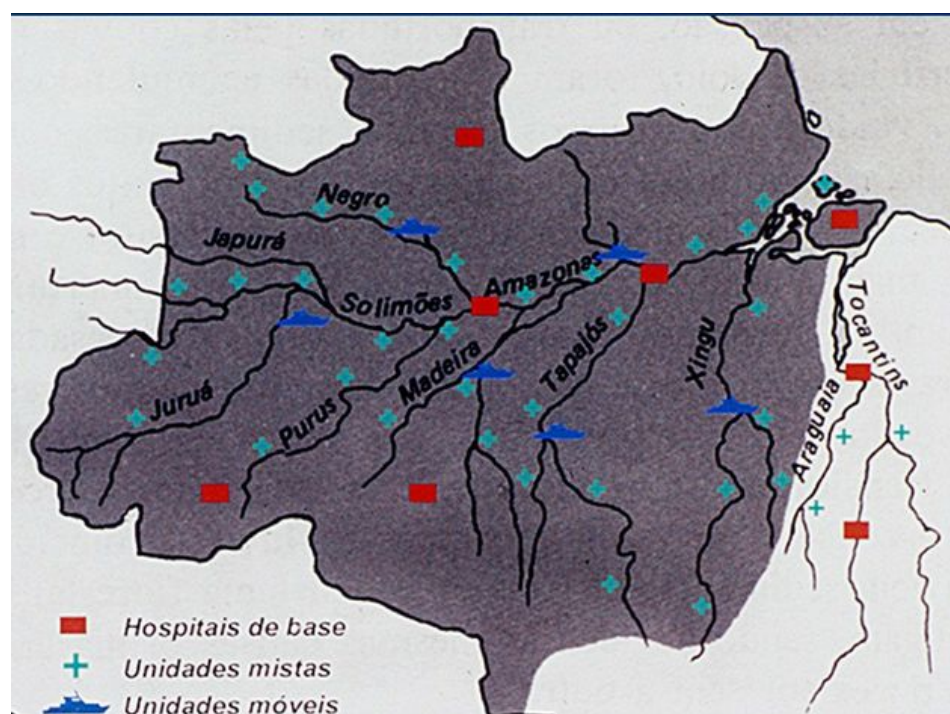 Negro
Japurá
Amazonas
Solimões
Tocantins
Tapajós
Xingu
Madeira
Juruá
Purus
Araguaia
Hospitais de base
Unidades mistas
Unidades móveis